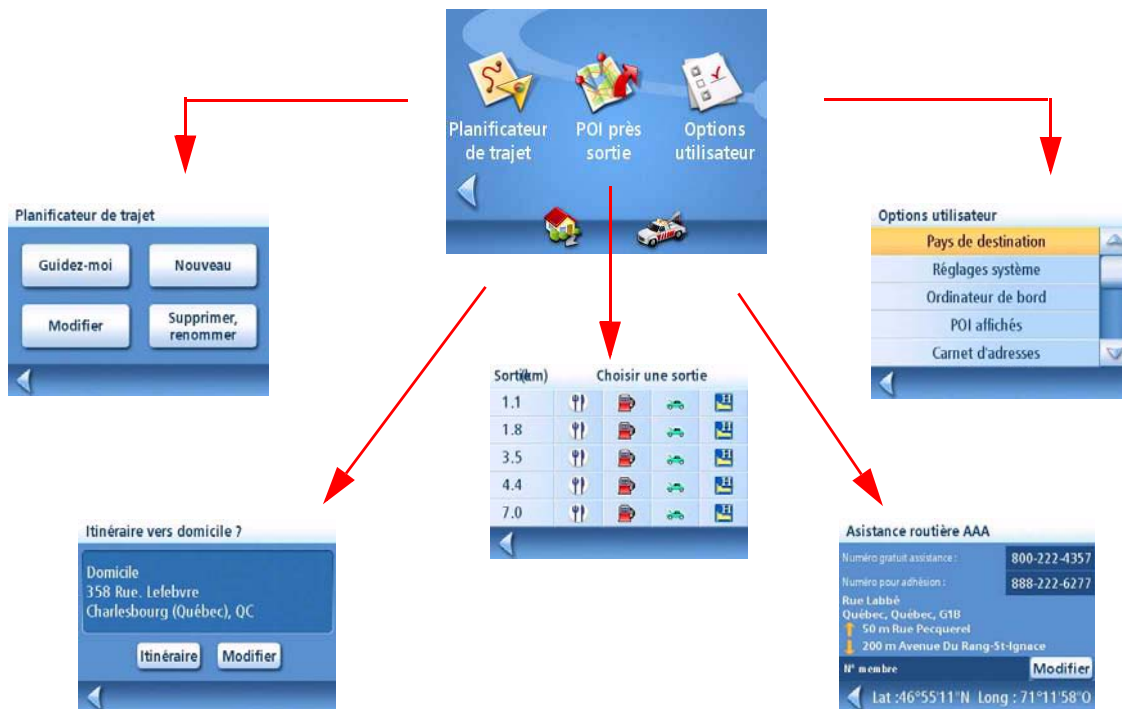 Planificateur
de trajet
POI près
sortie
Options
utilisateur
Planificateur de trajet
Guidez-moi
Nouveau
Modifier
Supprimer,
renommer
Options utilisateur
Pays de destination
Réglages système
Ordinateur de bord
POI affichés
Carnet d'adresses
Sortie(km) Choisir une sortie
1.1
1.8
3.5
4.4
7.0
Itinéraire vers domicile ?
Domicile
358 Rue. Lefebvre
Charlesbourg (Québec), QC
Itinéraire Modifier
Asistance routière AAA
Numéro gratuit assistance : 800-222-4357
Numéro pour adhésion : 888-222-6277
Rue Labbé
Québec, Québec, G1B
50 m Rue Pecquerel
200 m Avenue Du Rang-St-Ignace
N° membre Modifier
Lat :46°55'11"N Long : 71°11'58"O